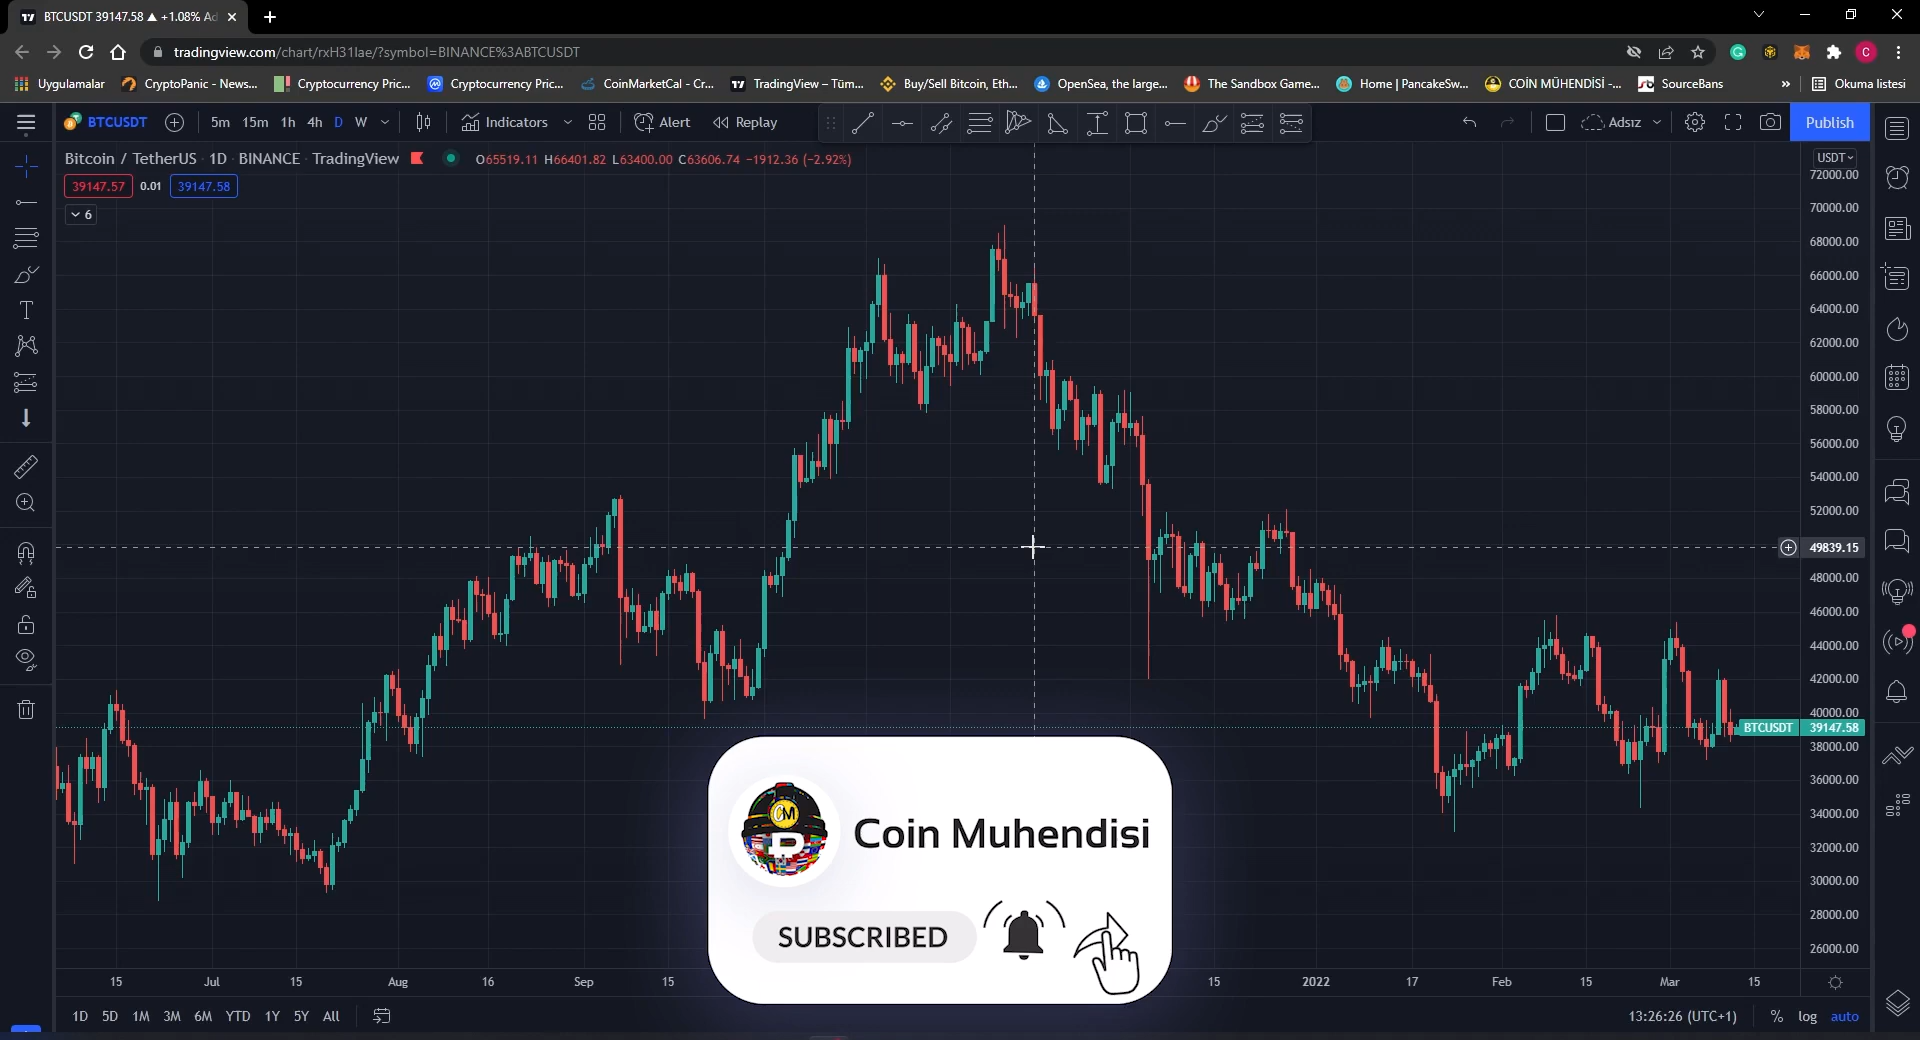 BTCUSDT 39147.58 ▲ +1.08% Ad
tradingview.com/chart/rxH31lae/?symbol=BINANCE%3ABTCUSDT
C
Uygulamalar CryptoPanic - News... Cryptocurrency Pric... Cryptocurrency Pric... CoinMarketCal - Cr... TradingView – Tüm... Buy/Sell Bitcoin, Eth... OpenSea, the large... The Sandbox Game... Home | PancakeSw... COİN MÜHENDİSİ -... SourceBans » Okuma listesi
BTCUSDT 5m 15m 1h 4h D W Indicators Alert Replay Adsız Publish
Bitcoin / TetherUS · 1D · BINANCE · TradingView O65519.11 H66401.82 L63400.00 C63606.74 −1912.36 (−2.92%)
USDT
39147.57 0.01 39147.58
6
72000.00
70000.00
68000.00
66000.00
64000.00
62000.00
60000.00
58000.00
56000.00
54000.00
52000.00
49839.15
48000.00
46000.00
44000.00
42000.00
40000.00
BTCUSDT 39147.58
38000.00
36000.00
34000.00
32000.00
30000.00
28000.00
26000.00
CM
Coin Muhendisi
SUBSCRIBED
15 Jul 15 Aug 16 Sep 15 15 2022 17 Feb 15 Mar 15
1D 5D 1M 3M 6M YTD 1Y 5Y All 13:26:26 (UTC+1) % log auto